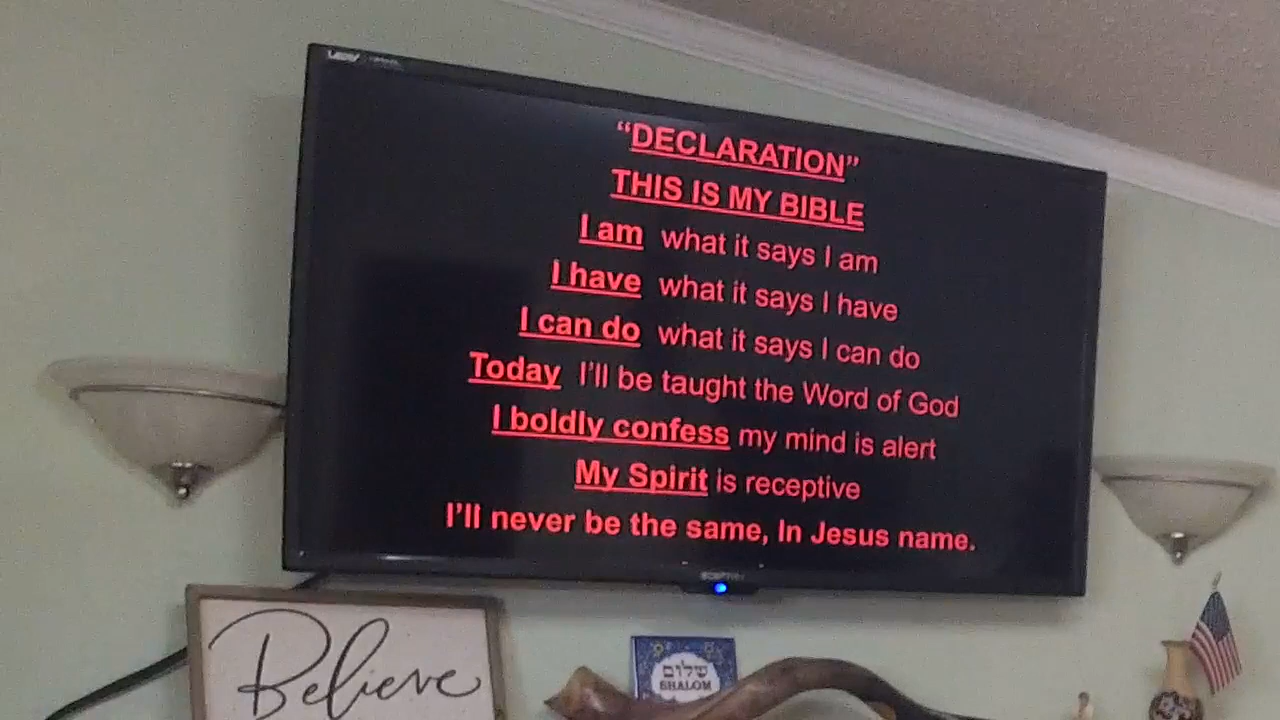 “DECLARATION”
THIS IS MY BIBLE
I am what it says I am
I have what it says I have
I can do what it says I can do
Today I’ll be taught the Word of God
I boldly confess my mind is alert
My Spirit is receptive
I’ll never be the same, In Jesus name.
Believe
שלום
SHALOM